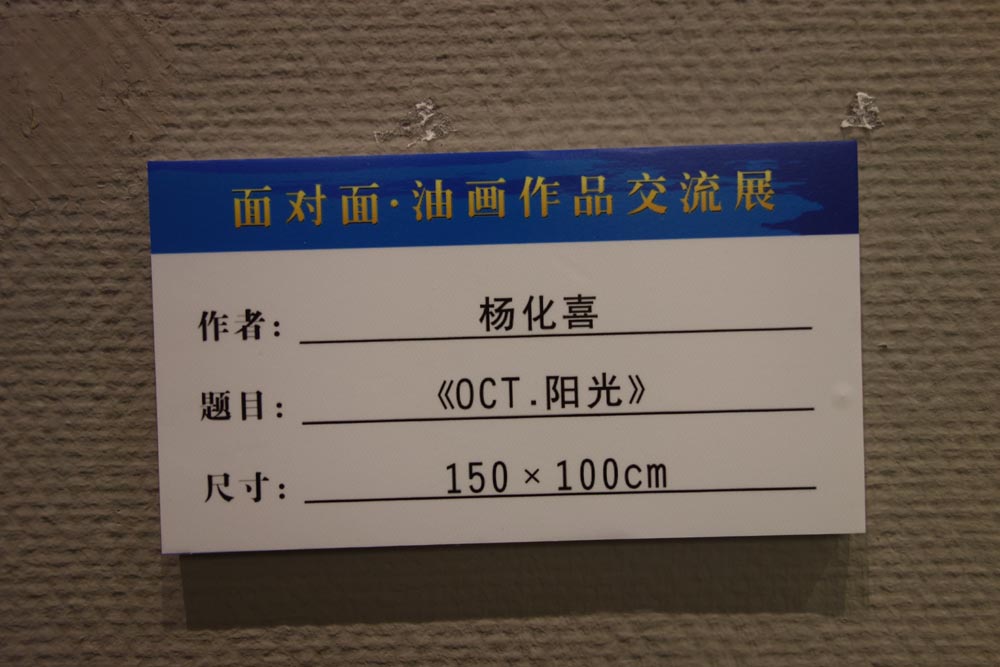 面对面·油画作品交流展
作者: 杨化喜
题目: 《OCT.阳光》
尺寸: 150×100cm